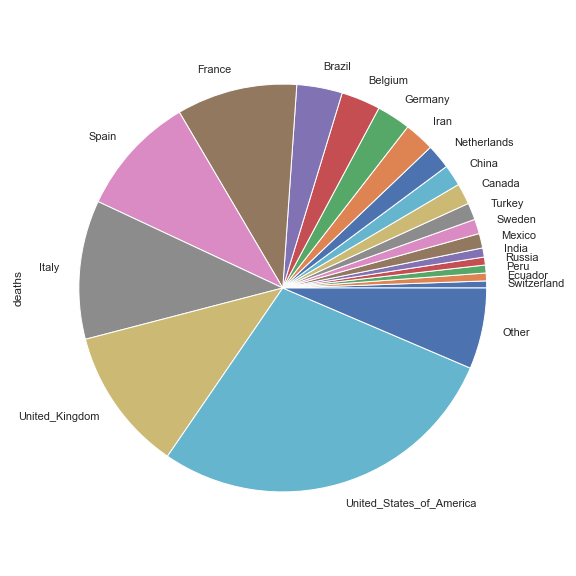 Brazil
France
Belgium
Germany
Iran
Spain
Netherlands
China
Canada
Turkey
Sweden
Mexico
India
Russia
Peru
Italy
Ecuador
Switzerland
deaths
Other
United_Kingdom
United_States_of_America